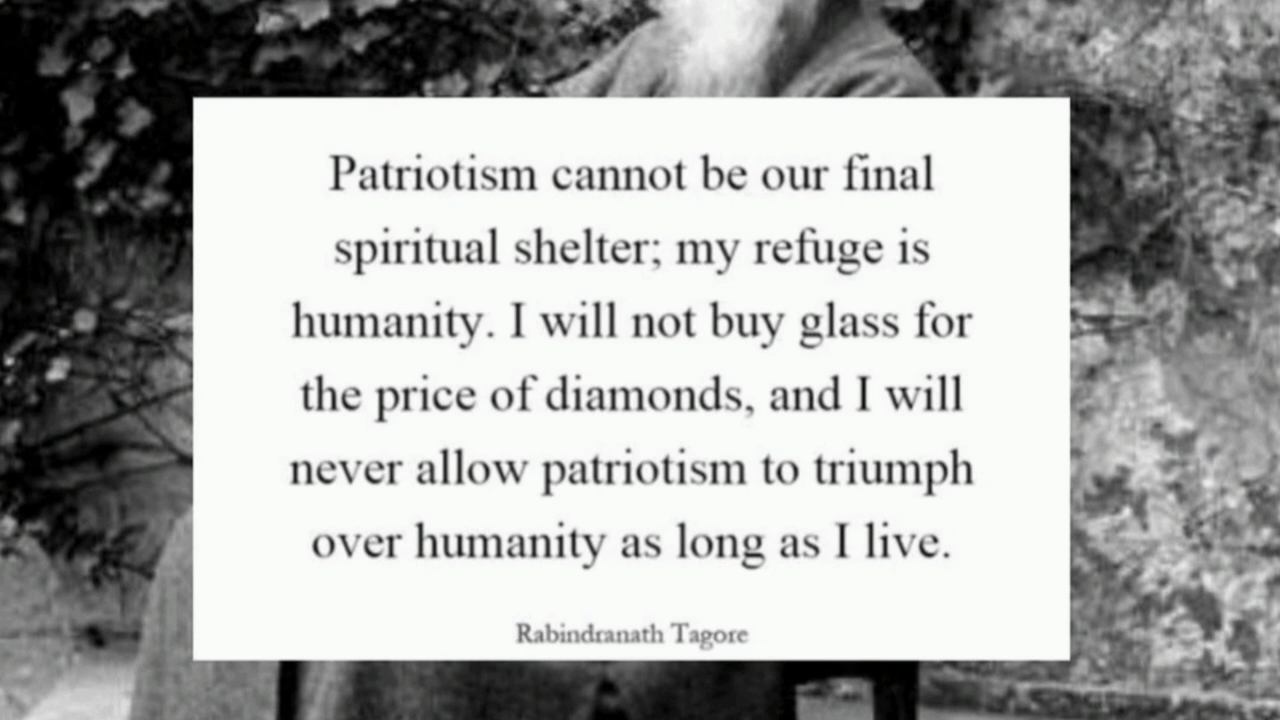 Patriotism cannot be our final
spiritual shelter; my refuge is
humanity. I will not buy glass for
the price of diamonds, and I will
never allow patriotism to triumph
over humanity as long as I live.
Rabindranath Tagore